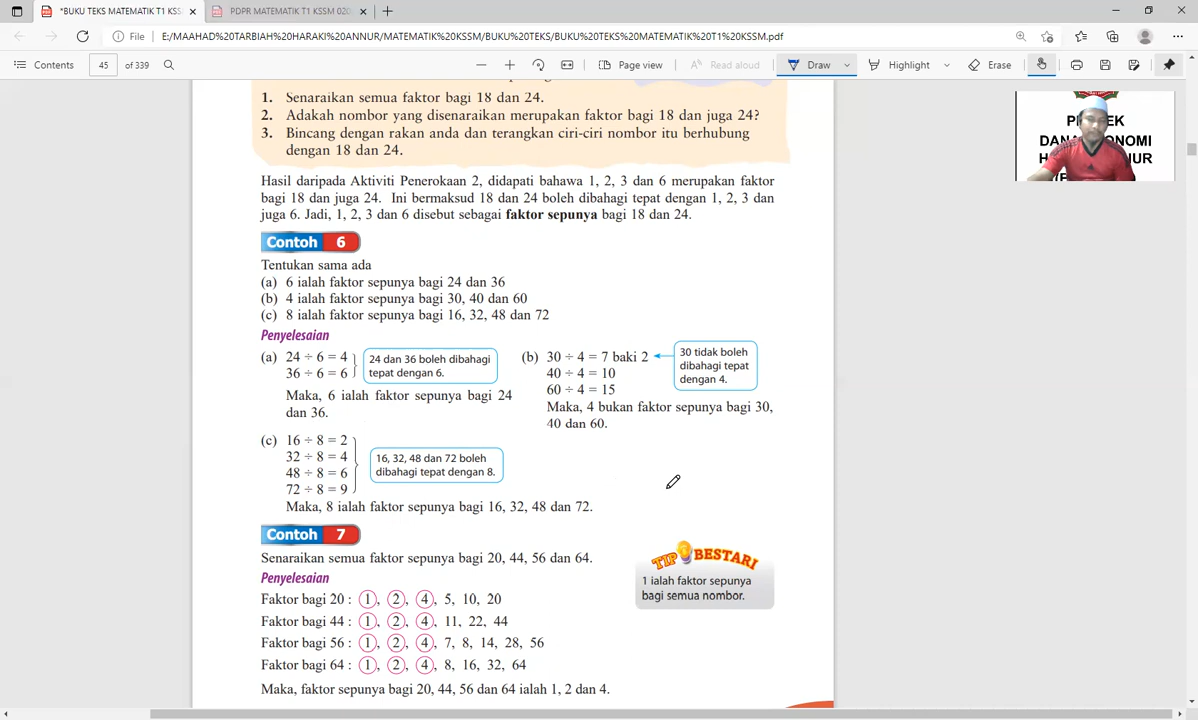 *BUKU TEKS MATEMATIK T1 KSS
PDPR MATEMATIK T1 KSSM 020
File
E:/MAAHAD%20TARBIAH%20HARAKI%20ANNUR/MATEMATIK%20KSSM/BUKU%20TEKS/BUKU%20TEKS%20MATEMATIK%20T1%20KSSM.pdf
Contents
45 of 339
Page view
Read aloud
Draw
Highlight
Erase
1. Senaraikan semua faktor bagi 18 dan 24.
2. Adakah nombor yang disenaraikan merupakan faktor bagi 18 dan juga 24?
3. Bincang dengan rakan anda dan terangkan ciri-ciri nombor itu berhubung
dengan 18 dan 24.
Hasil daripada Aktiviti Penerokaan 2, didapati bahawa 1, 2, 3 dan 6 merupakan faktor
bagi 18 dan juga 24. Ini bermaksud 18 dan 24 boleh dibahagi tepat dengan 1, 2, 3 dan
juga 6. Jadi, 1, 2, 3 dan 6 disebut sebagai faktor sepunya bagi 18 dan 24.
Contoh 6
Tentukan sama ada
(a) 6 ialah faktor sepunya bagi 24 dan 36
(b) 4 ialah faktor sepunya bagi 30, 40 dan 60
(c) 8 ialah faktor sepunya bagi 16, 32, 48 dan 72
Penyelesaian
(a) 24 ÷ 6 = 4
36 ÷ 6 = 6
24 dan 36 boleh dibahagi
tepat dengan 6.
Maka, 6 ialah faktor sepunya bagi 24
dan 36.
(b) 30 ÷ 4 = 7 baki 2
40 ÷ 4 = 10
60 ÷ 4 = 15
30 tidak boleh
dibahagi tepat
dengan 4.
Maka, 4 bukan faktor sepunya bagi 30,
40 dan 60.
(c) 16 ÷ 8 = 2
32 ÷ 8 = 4
48 ÷ 8 = 6
72 ÷ 8 = 9
16, 32, 48 dan 72 boleh
dibahagi tepat dengan 8.
Maka, 8 ialah faktor sepunya bagi 16, 32, 48 dan 72.
Contoh 7
Senaraikan semua faktor sepunya bagi 20, 44, 56 dan 64.
Penyelesaian
Faktor bagi 20 : 1, 2, 4, 5, 10, 20
Faktor bagi 44 : 1, 2, 4, 11, 22, 44
Faktor bagi 56 : 1, 2, 4, 7, 8, 14, 28, 56
Faktor bagi 64 : 1, 2, 4, 8, 16, 32, 64
Maka, faktor sepunya bagi 20, 44, 56 dan 64 ialah 1, 2 dan 4.
TIP BESTARI
1 ialah faktor sepunya
bagi semua nombor.